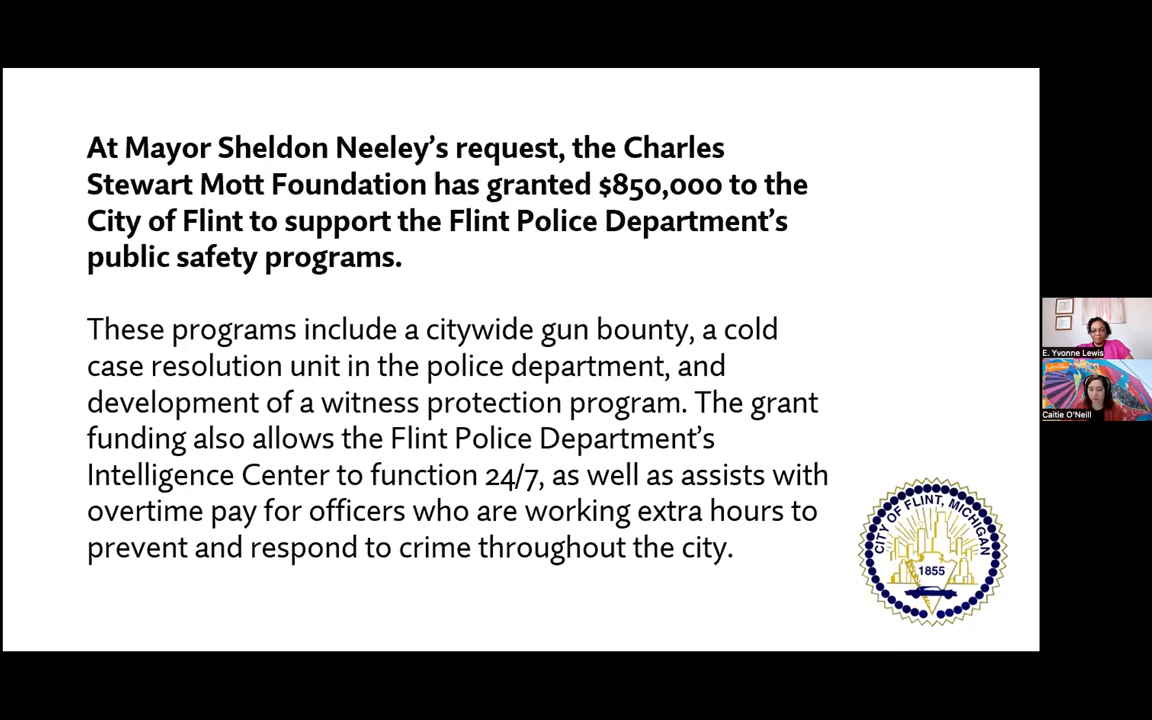 At Mayor Sheldon Neeley’s request, the Charles
Stewart Mott Foundation has granted $850,000 to the
City of Flint to support the Flint Police Department’s
public safety programs.
These programs include a citywide gun bounty, a cold
case resolution unit in the police department, and
development of a witness protection program. The grant
funding also allows the Flint Police Department’s
Intelligence Center to function 24/7, as well as assists with
overtime pay for officers who are working extra hours to
prevent and respond to crime throughout the city.
CITY OF FLINT, MICHIGAN
1855
E. Yvonne Lewis
Caitie O'Neill